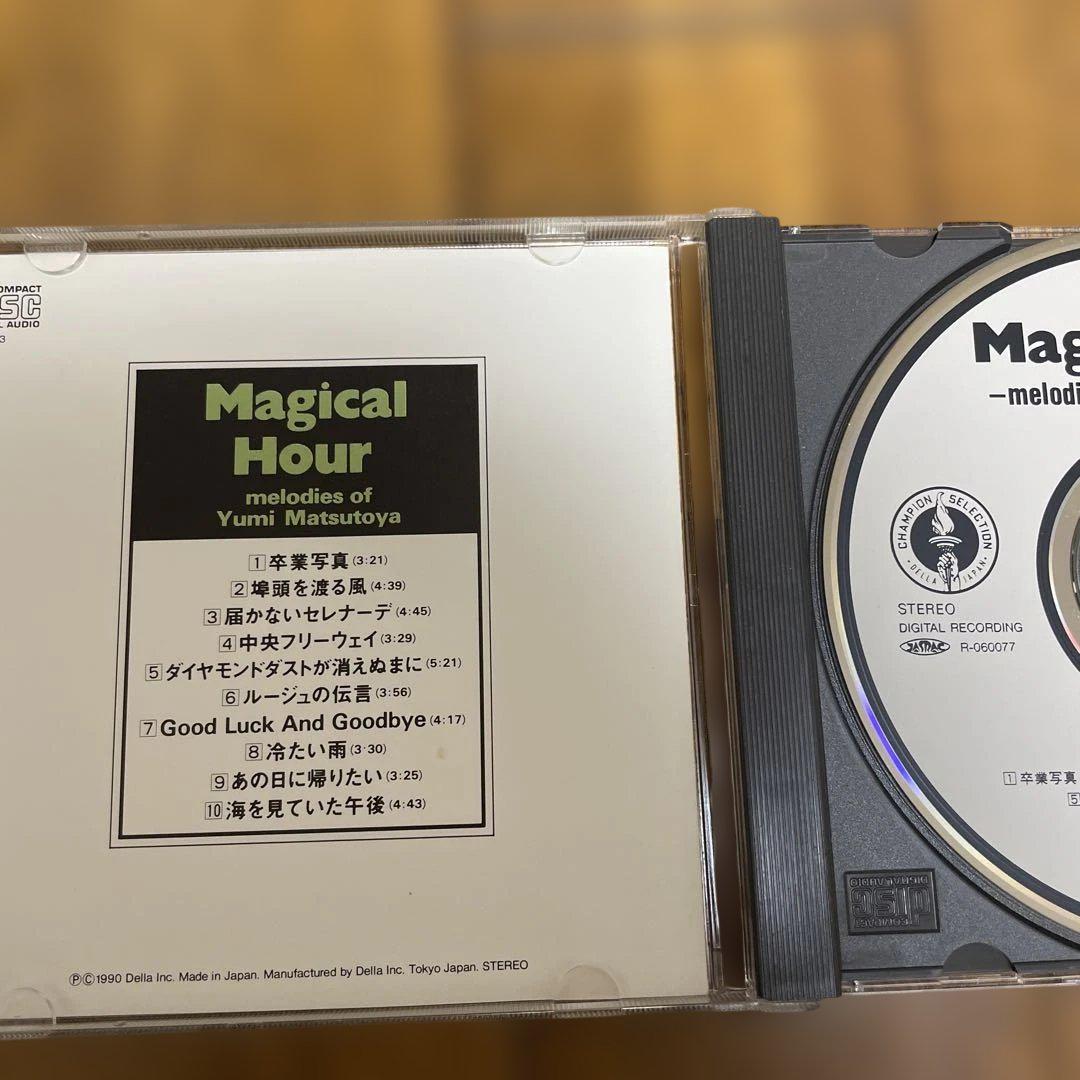 COMPACT
DISC
DIGITAL AUDIO
3
Magical
Hour
melodies of
Yumi Matsutoya
1 卒業写真 (3:21)
2 埠頭を渡る風 (4:39)
3 届かないセレナーデ (4:45)
4 中央フリーウェイ (3:29)
5 ダイヤモンドダストが消えぬまに (5:21)
6 ルージュの伝言 (3:56)
7 Good Luck And Goodbye (4:17)
8 冷たい雨 (3:30)
9 あの日に帰りたい (3:25)
10 海を見ていた午後 (4:43)
ⓅⒸ1990 Della Inc. Made in Japan. Manufactured by Della Inc. Tokyo Japan. STEREO
Mag
—melodi
CHAMPION SELECTION
・DELLA JAPAN・
STEREO
DIGITAL RECORDING
JASRAC R-060077
1 卒業写真
5
COMPACT
DISC
DIGITAL AUDIO